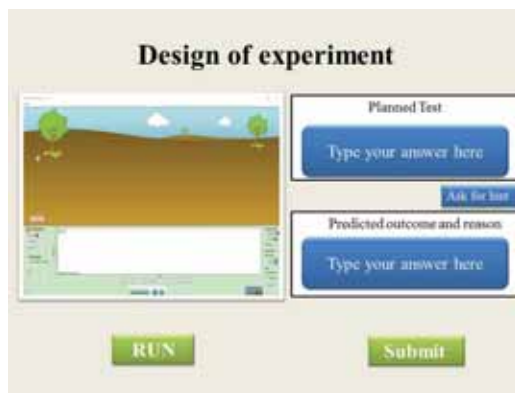 Design of experiment
Planned Test
Type your answer here
Ask for hint
Predicted outcome and reason
Type your answer here
RUN
Submit